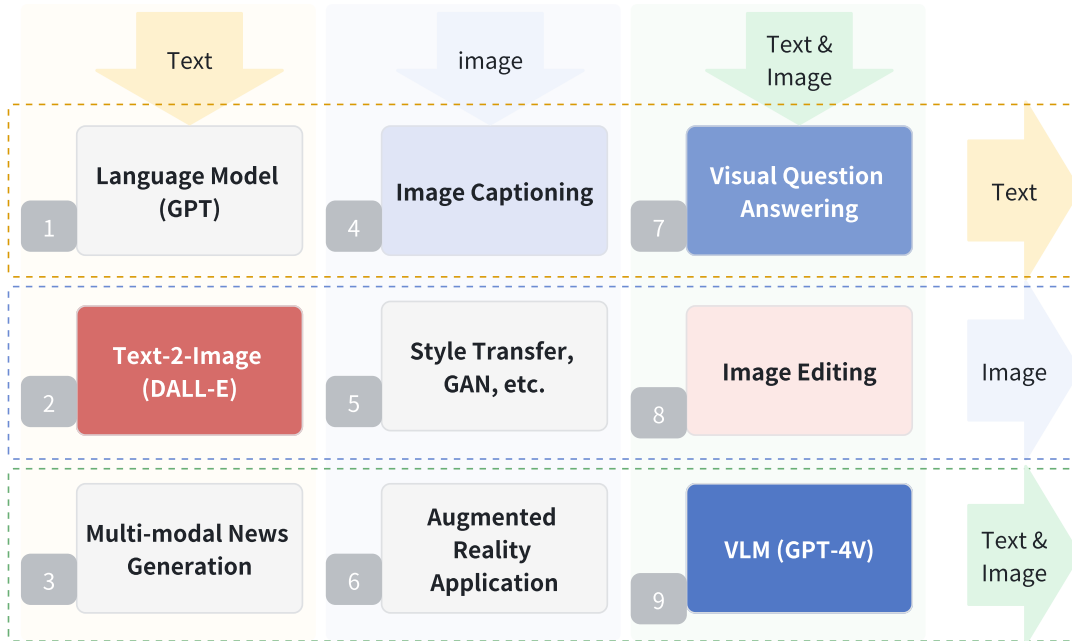 Text
image
Text &
Image
Language Model
(GPT)
1
Image Captioning
4
Visual Question
Answering
7
Text
Text-2-Image
(DALL-E)
2
Style Transfer,
GAN, etc.
5
Image Editing
8
Image
Multi-modal News
Generation
3
Augmented
Reality
Application
6
VLM (GPT-4V)
9
Text &
Image